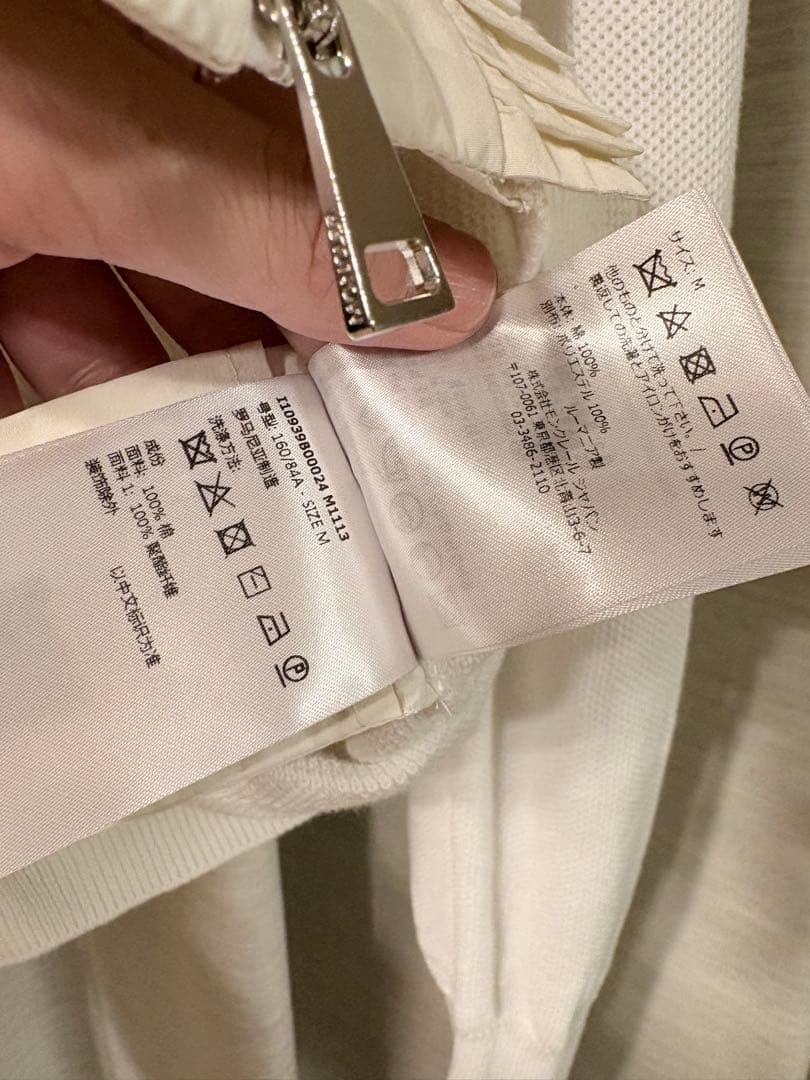 MONCLER
I10939B00024 M1113
号型: 160/84A - SIZE M
罗马尼亚制造
洗涤方法:
成份
面料: 100% 棉
面料 1: 100% 聚酯纤维
装饰除外
以中文标识为准
サイズ: M
他のものと分けて洗って下さい。/
裏返しての洗濯とアイロンがけをおすすめします
本体: 綿 100%
別布: ポリエステル 100%
ルーマニア製
株式会社モンクレール ジャパン
〒107-0061 東京都港区北青山3-6-7
03-3486-2110